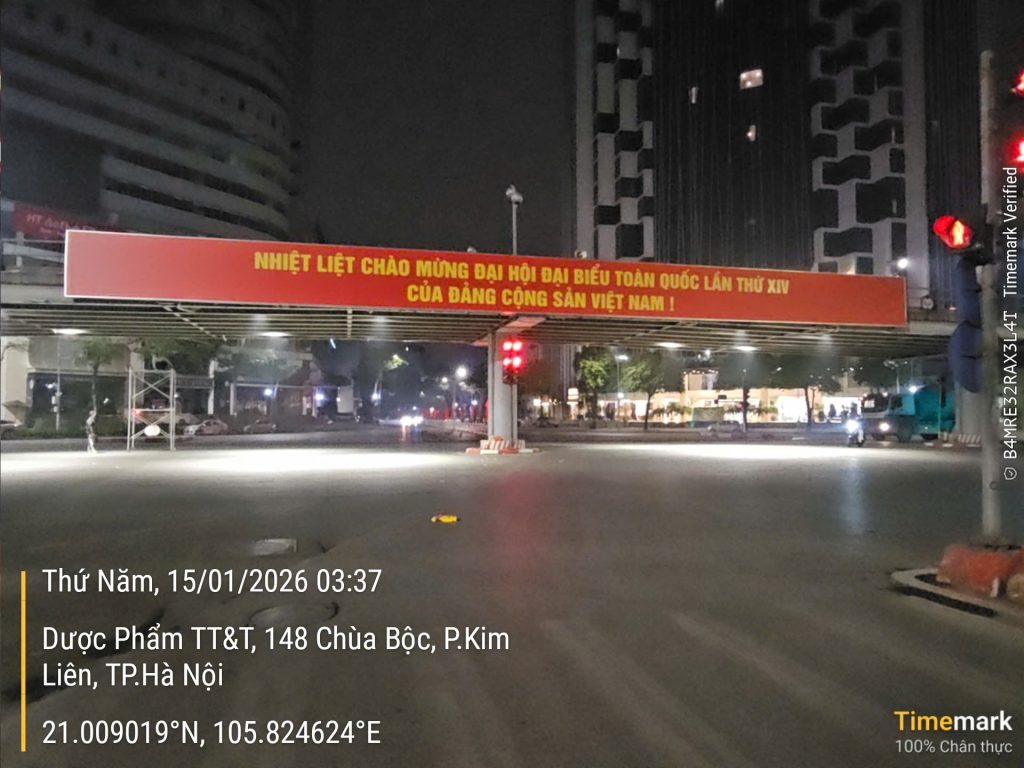 NHIỆT LIỆT CHÀO MỪNG ĐẠI HỘI ĐẠI BIỂU TOÀN QUỐC LẦN THỨ XIV
CỦA ĐẢNG CỘNG SẢN VIỆT NAM !
B4MRE32RAX3L4T Timemark Verified
Thứ Năm, 15/01/2026 03:37
Dược Phẩm TT&T, 148 Chùa Bộc, P.Kim
Liên, TP.Hà Nội
21.009019°N, 105.824624°E
Timemark
100% Chân thực